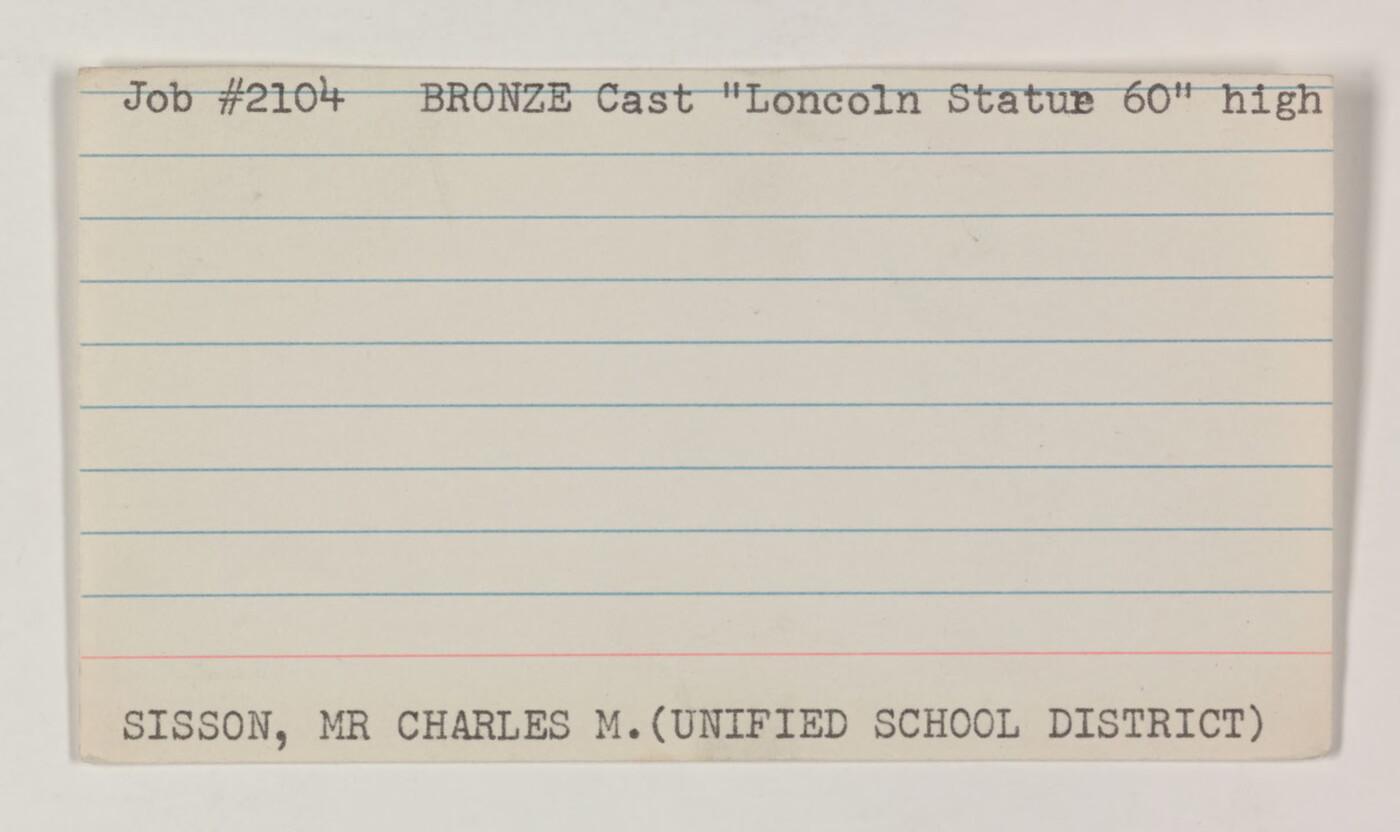 Job #2104 BRONZE Cast "Loncoln Statue 60" high
SISSON, MR CHARLES M.(UNIFIED SCHOOL DISTRICT)